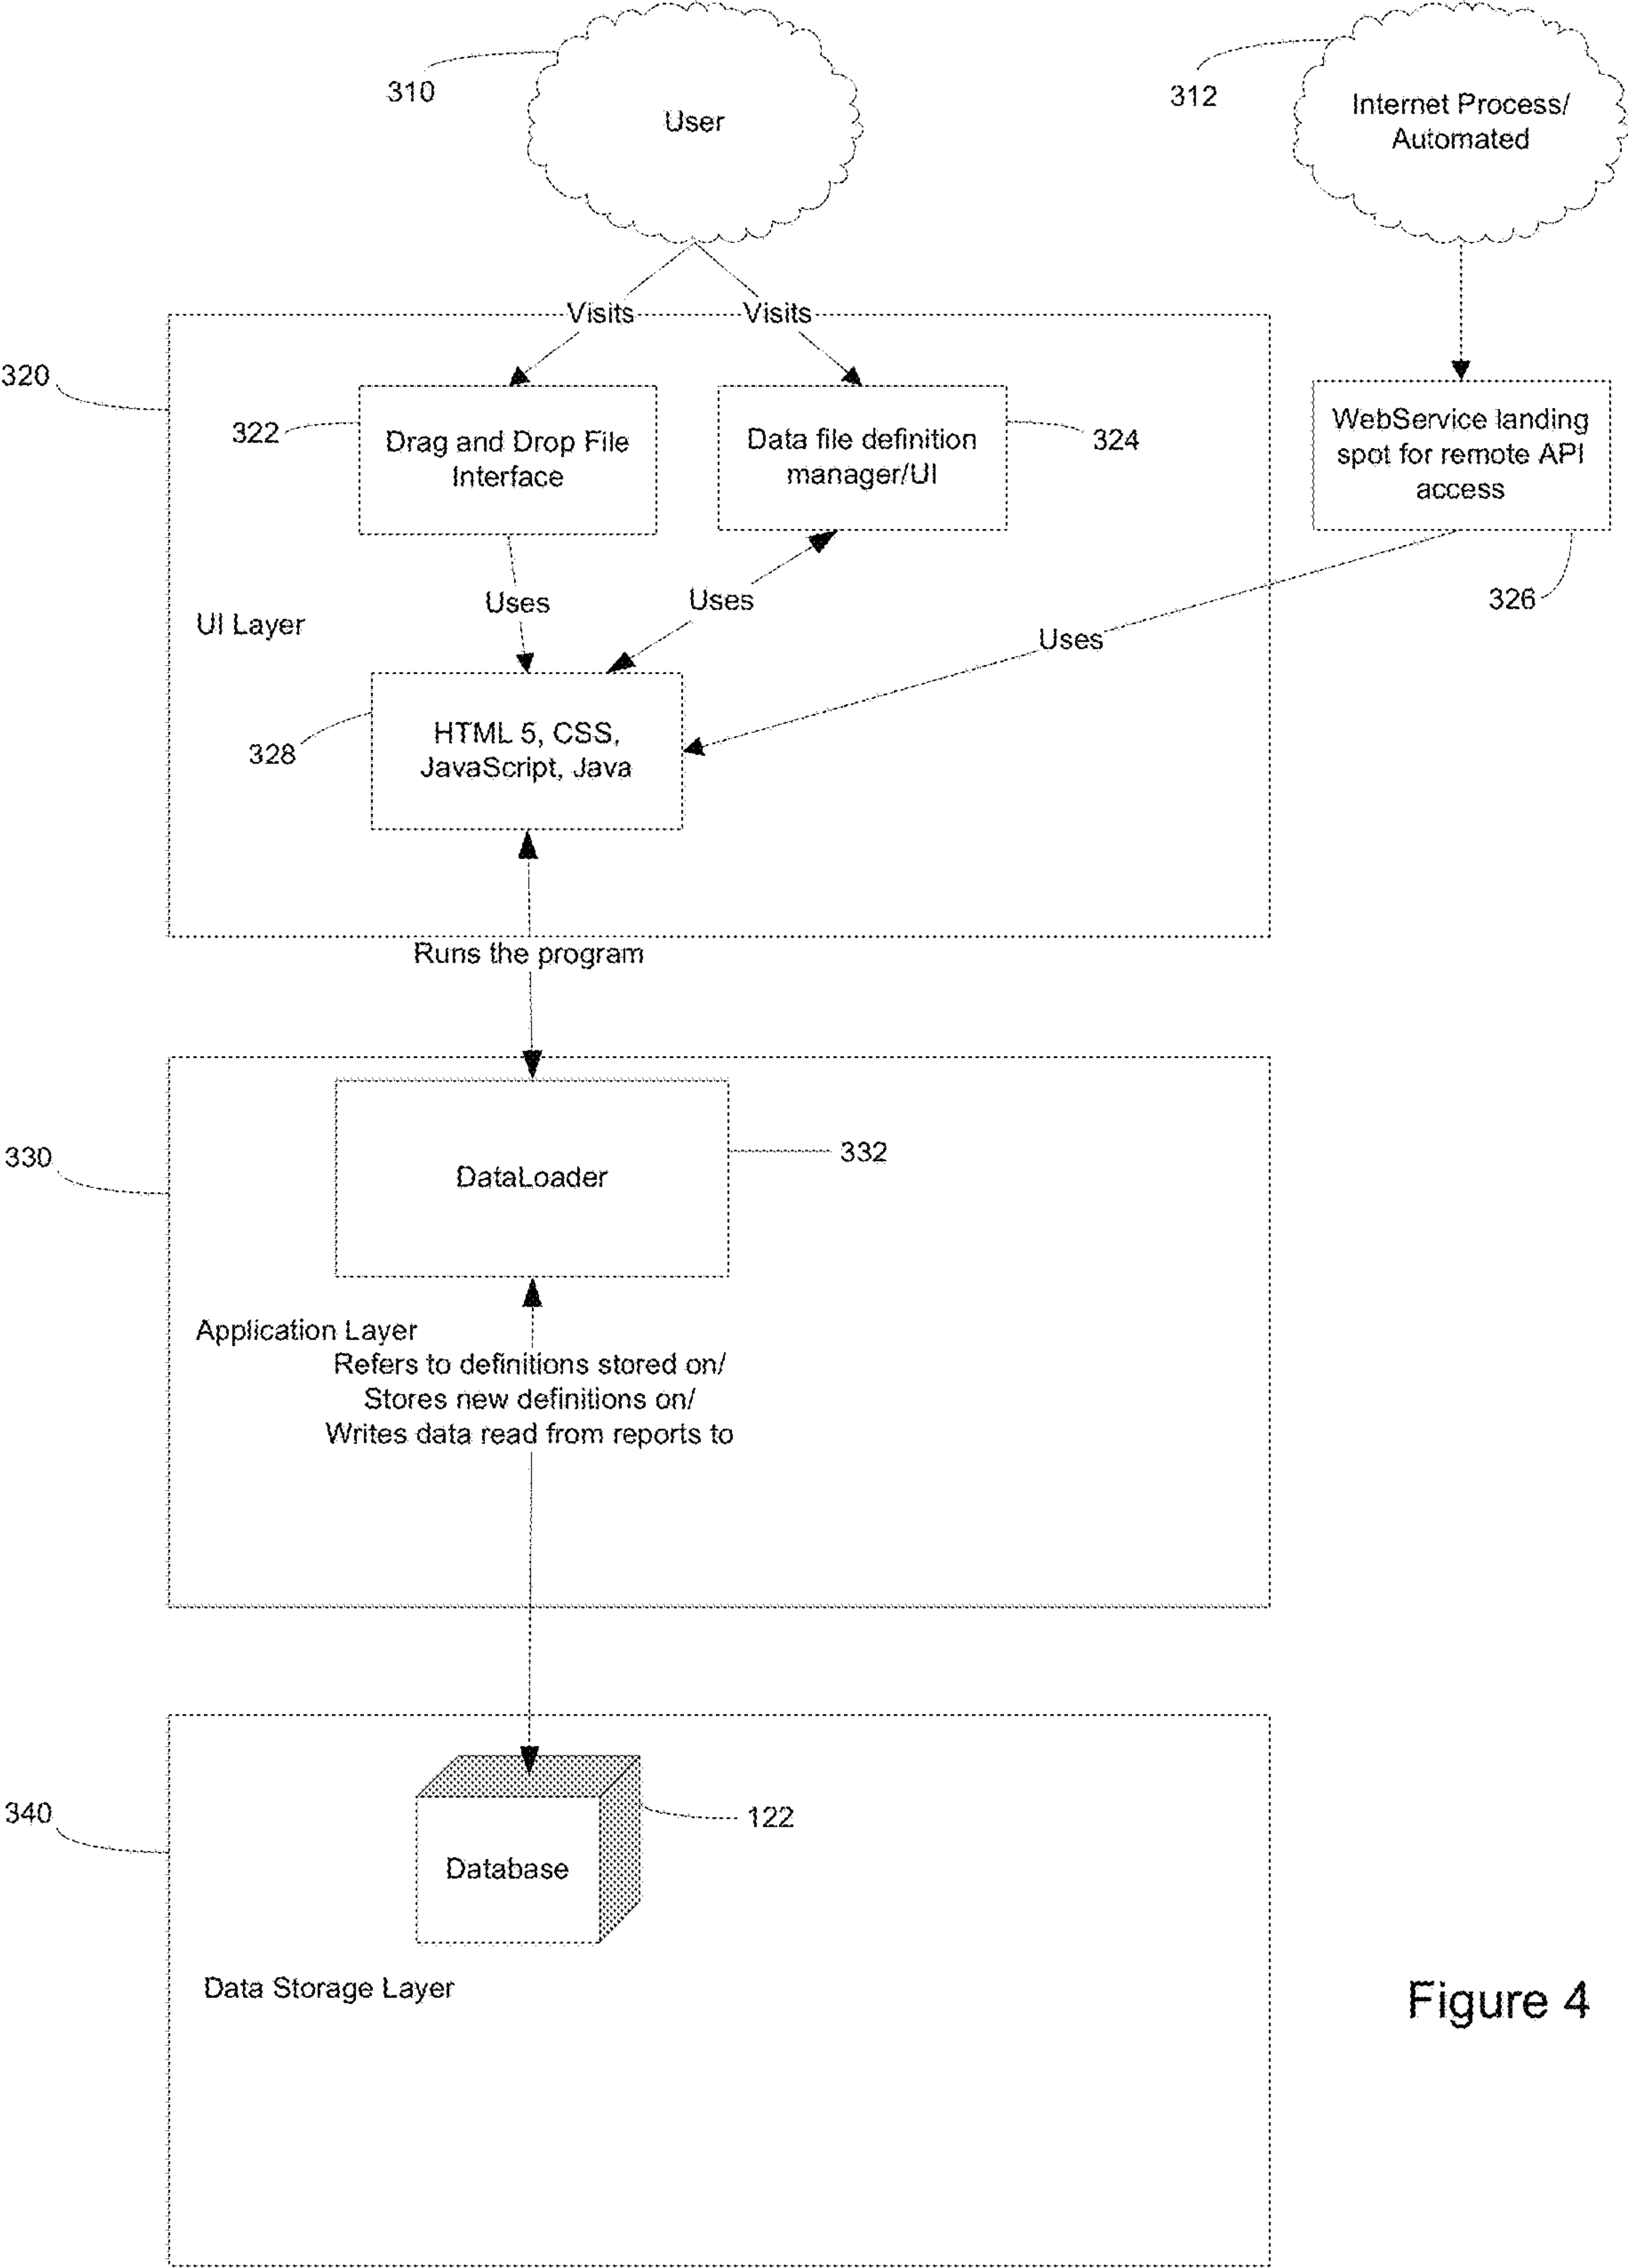 310
User
312
Internet Process/
Automated
Visits
Visits
320
322
Drag and Drop File
Interface
Data file definition
manager/UI
324
WebService landing
spot for remote API
access
326
Uses
Uses
Uses
UI Layer
328
HTML 5, CSS,
JavaScript, Java
Runs the program
330
DataLoader
332
Application Layer
Refers to definitions stored on/
Stores new definitions on/
Writes data read from reports to
340
122
Database
Data Storage Layer
Figure 4